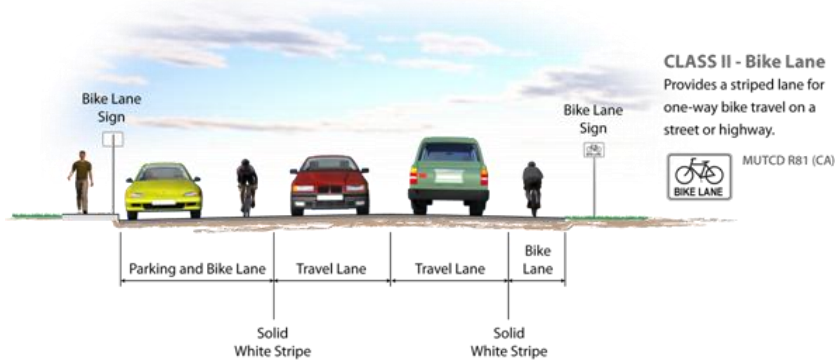 CLASS II - Bike Lane
Provides a striped lane for
one-way bike travel on a
street or highway.
MUTCD R81 (CA)
BIKE LANE
Bike Lane
Sign
Bike Lane
Sign
Parking and Bike Lane
Travel Lane
Travel Lane
Bike
Lane
Solid
White Stripe
Solid
White Stripe